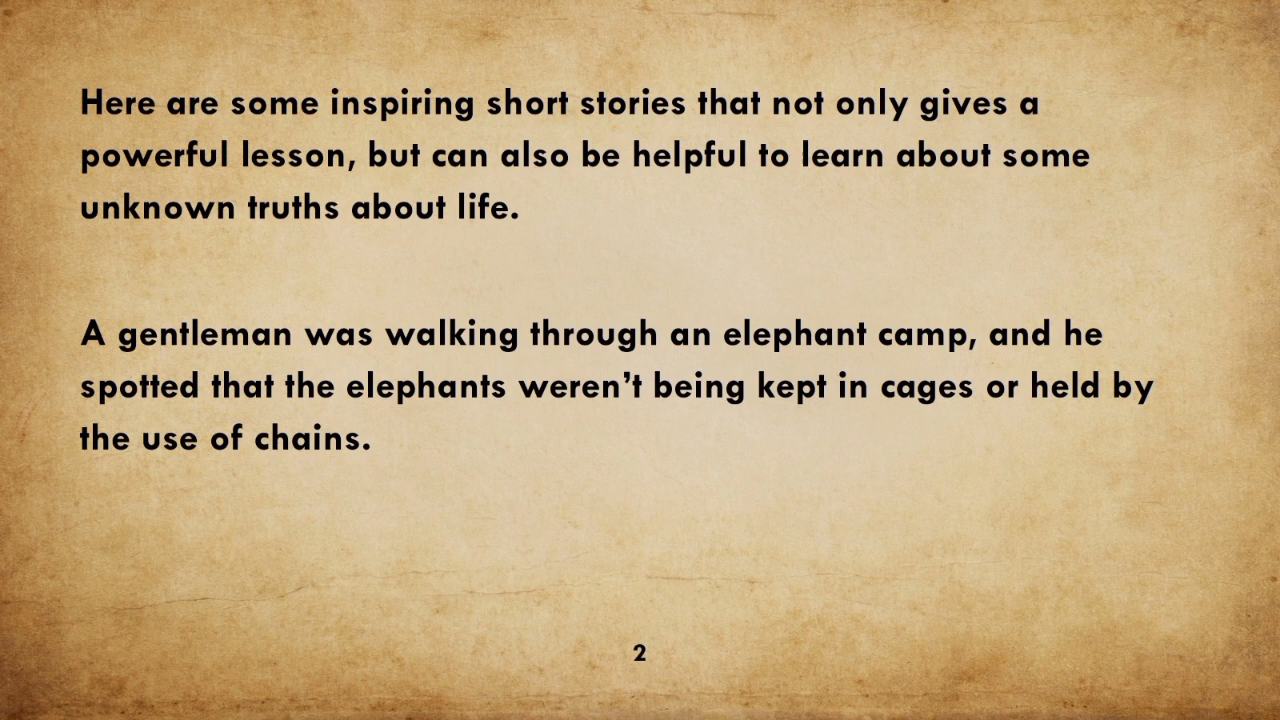 Here are some inspiring short stories that not only gives a
powerful lesson, but can also be helpful to learn about some
unknown truths about life.
A gentleman was walking through an elephant camp, and he
spotted that the elephants weren’t being kept in cages or held by
the use of chains.
2